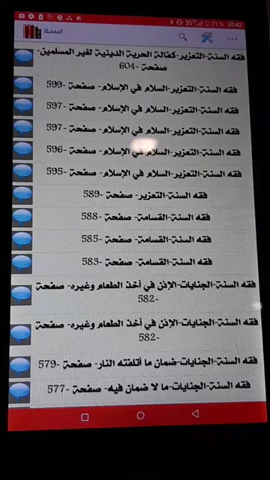 20:42
21%
3G
المفضلة
فقه السنة-التعزير-كفالة الحرية الدينية لغير المسلمين-
صفحة -604
فقه السنة-التعزير-السلام في الإسلام- صفحة -599
فقه السنة-التعزير-السلام في الإسلام- صفحة -597
فقه السنة-التعزير-السلام في الإسلام- صفحة -597
فقه السنة-التعزير-السلام في الإسلام- صفحة -596
فقه السنة-التعزير-السلام في الإسلام- صفحة -595
فقه السنة-التعزير- صفحة -589
فقه السنة-القسامة- صفحة -588
فقه السنة-القسامة- صفحة -585
فقه السنة-القسامة- صفحة -583
فقه السنة-الجنايات-الإذن في أخذ الطعام وغيره- صفحة
-582
فقه السنة-الجنايات-الإذن في أخذ الطعام وغيره- صفحة
-582
فقه السنة-الجنايات-ضمان ما أتلفته النار- صفحة -579
فقه السنة-الجنايات-ما لا ضمان فيه- صفحة -577